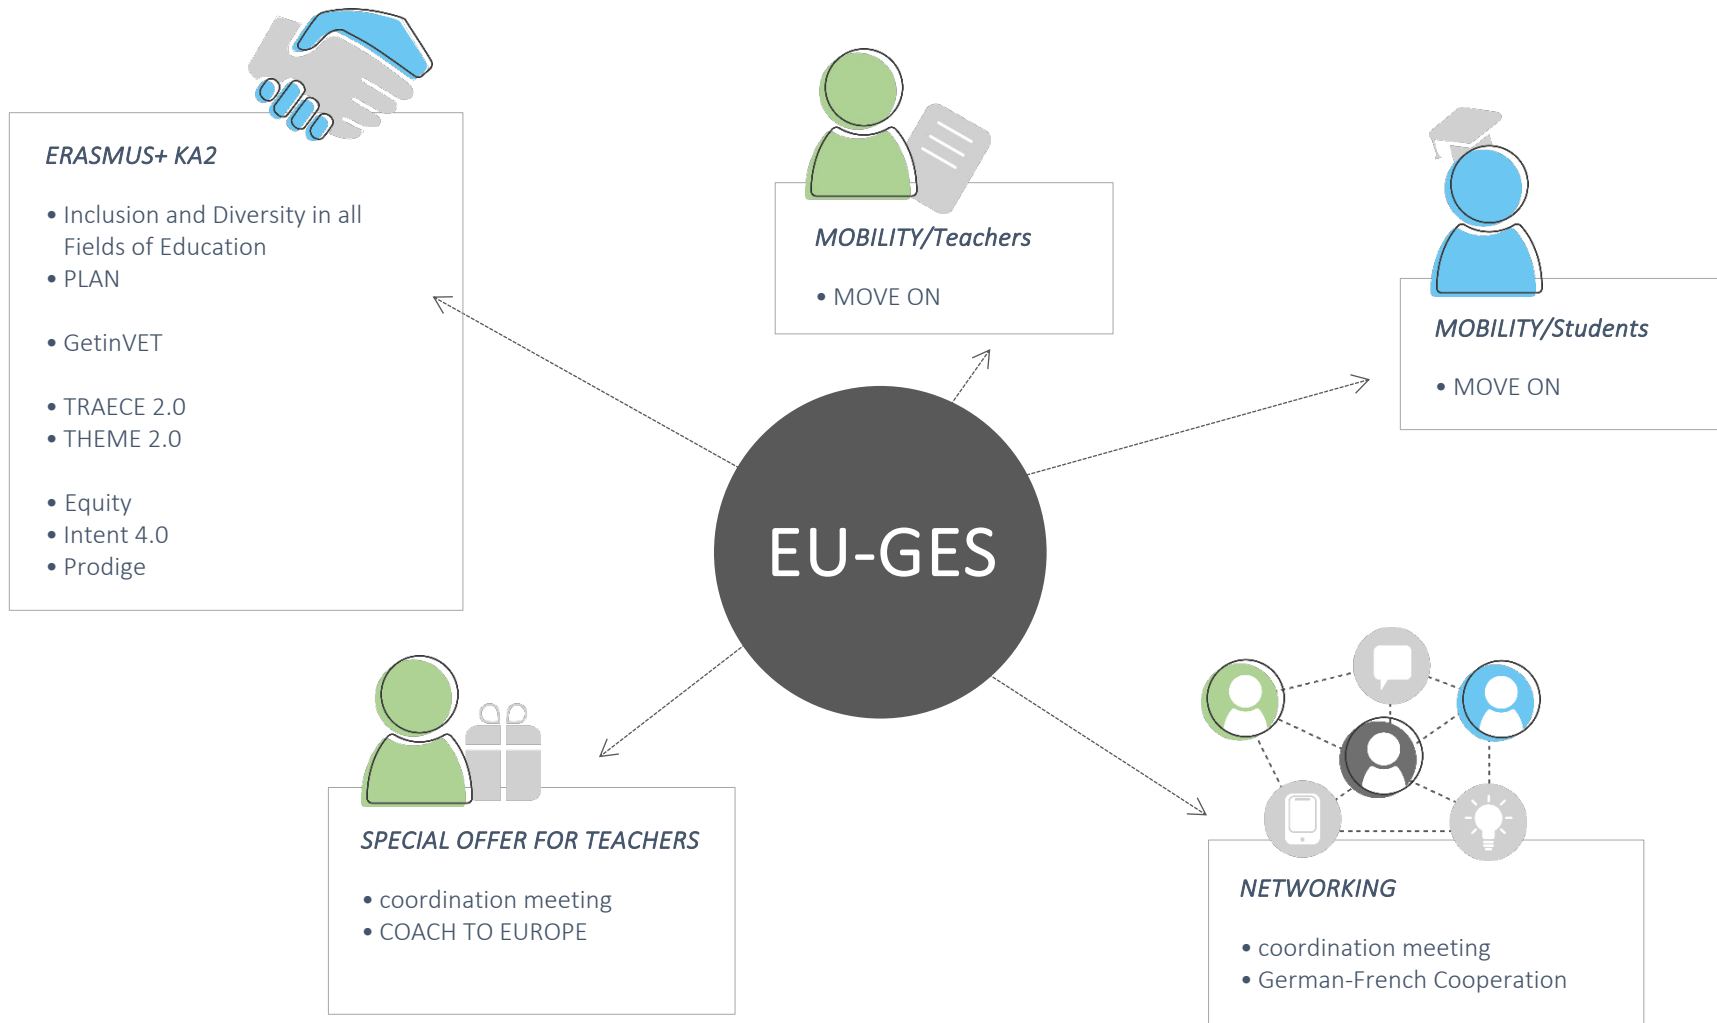 ERASMUS+ KA2
• Inclusion and Diversity in all
Fields of Education
• PLAN
• GetinVET
• TRAECE 2.0
• THEME 2.0
• Equity
• Intent 4.0
• Prodige
MOBILITY/Teachers
• MOVE ON
MOBILITY/Students
• MOVE ON
EU-GES
SPECIAL OFFER FOR TEACHERS
• coordination meeting
• COACH TO EUROPE
NETWORKING
• coordination meeting
• German-French Cooperation